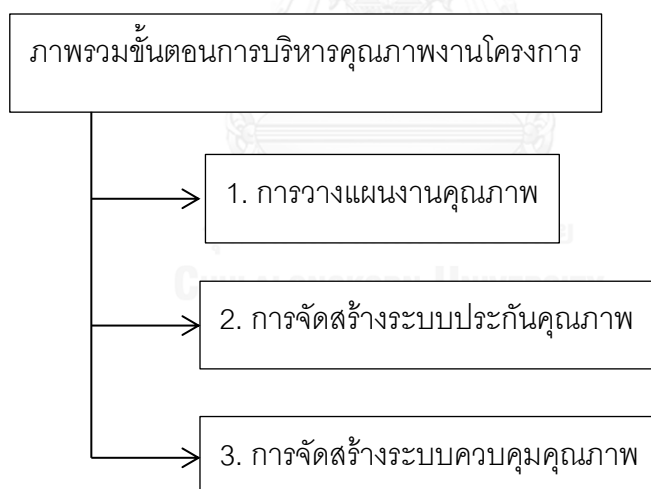 ภาพรวมขั้นตอนการบริหารคุณภาพงานโครงการ
1. การวางแผนงานคุณภาพ
2. การจัดสร้างระบบประกันคุณภาพ
3. การจัดสร้างระบบควบคุมคุณภาพ